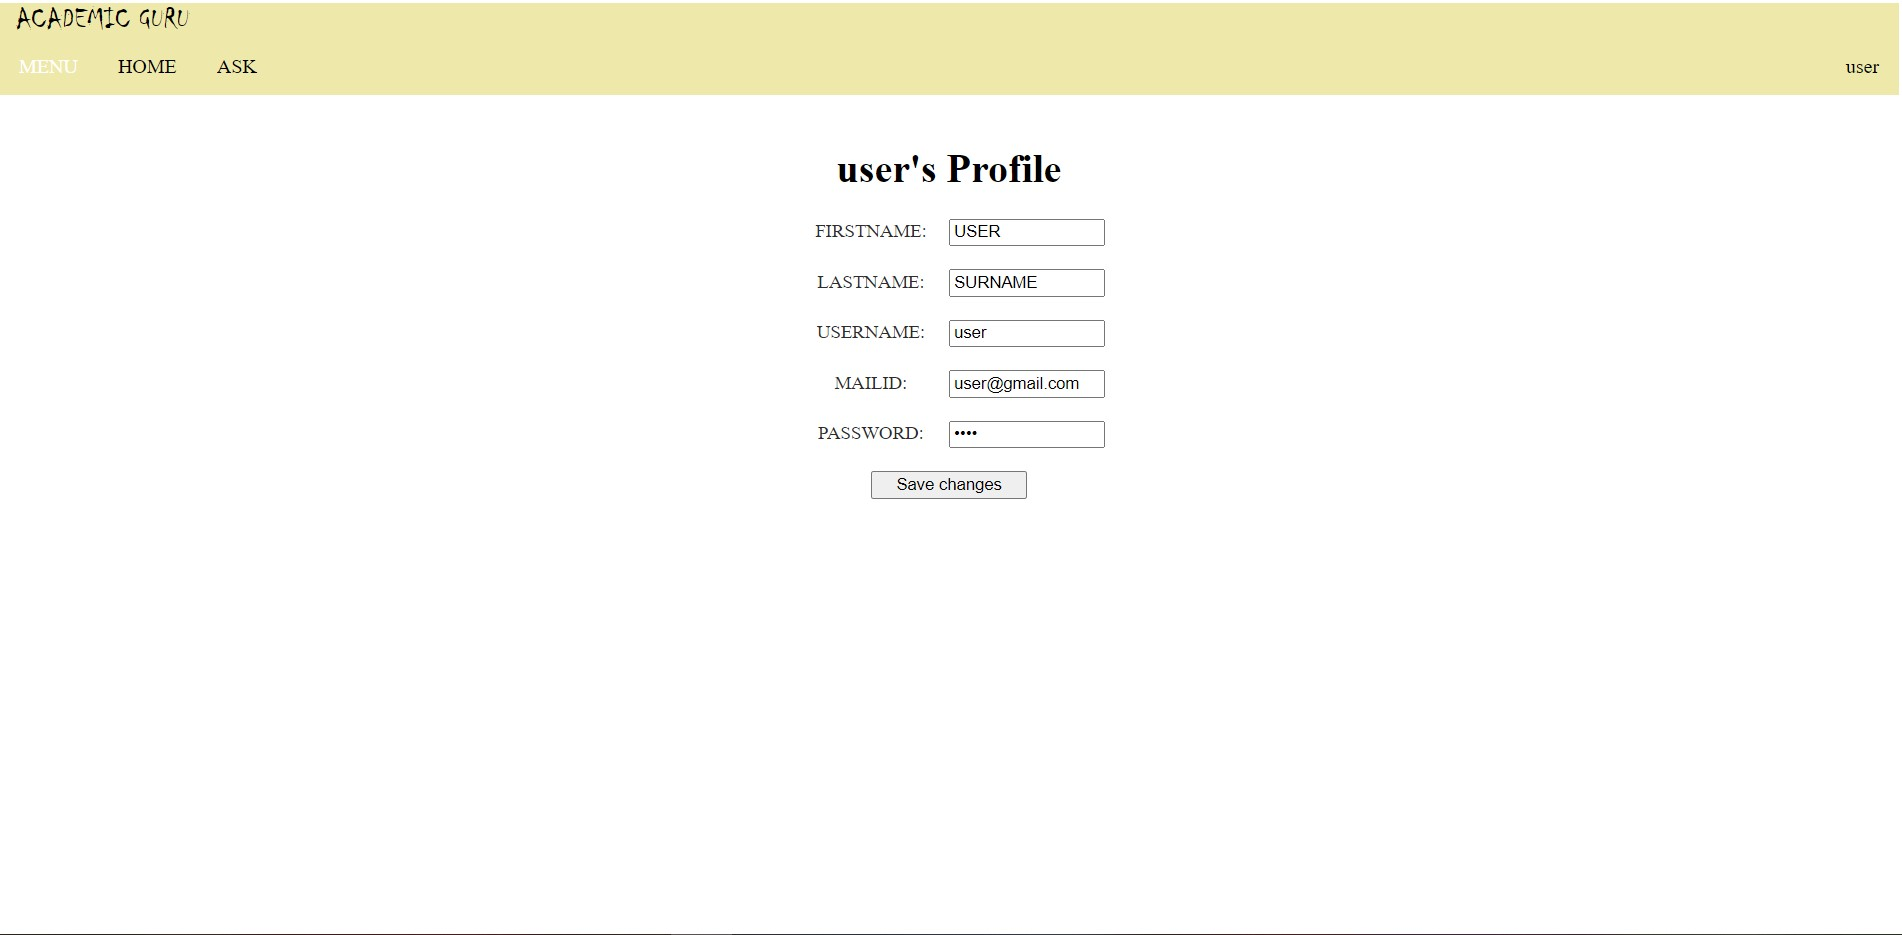 ACADEMIC GURU
MENU HOME ASK user
user's Profile
FIRSTNAME: USER
LASTNAME: SURNAME
USERNAME: user
MAILID: user@gmail.com
PASSWORD: ••••
Save changes